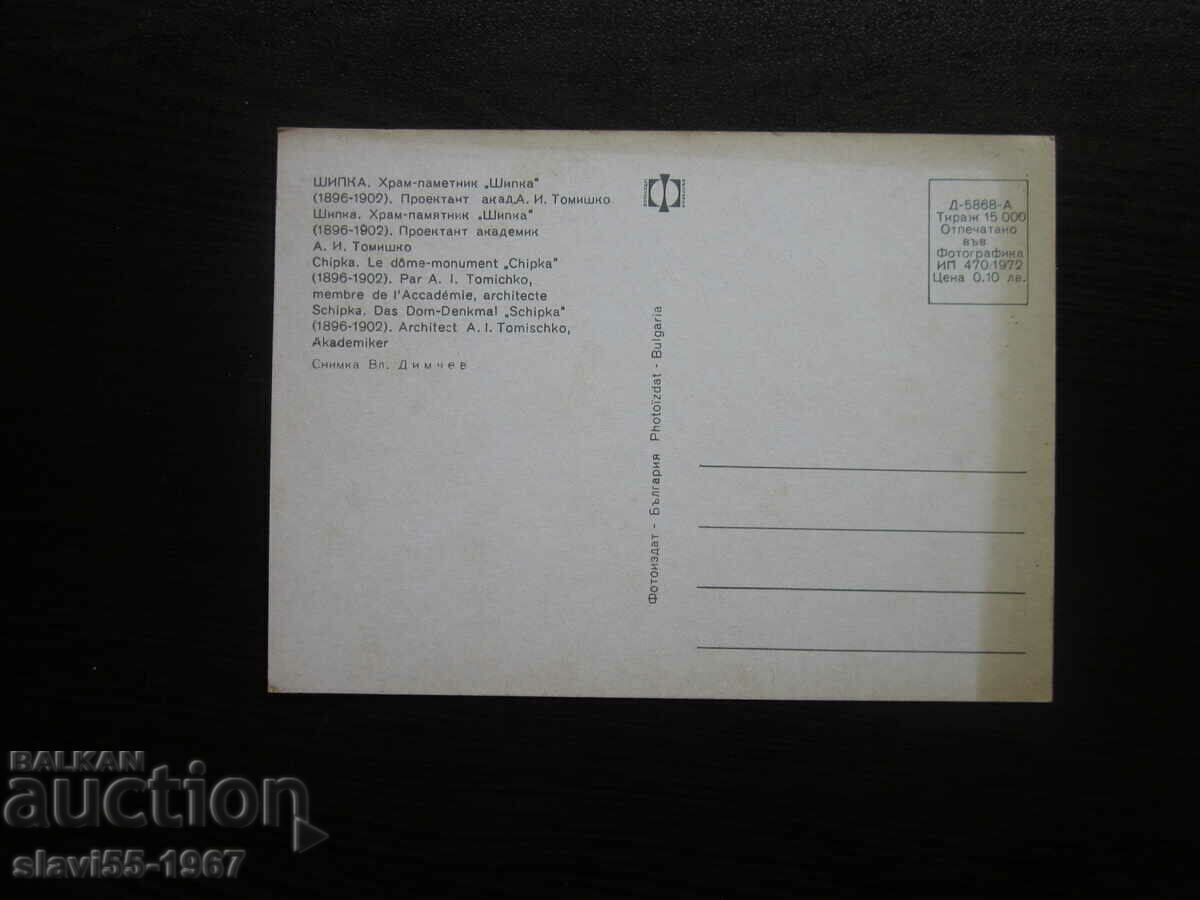 ШИПКА. Храм-паметник „Шипка"
(1896-1902). Проектант акад.А. И. Томишко
Шипка. Храм-памятник „Шипка"
(1896-1902). Проектант академик
А. И. Томишко
Chipka. Le dôme-monument „Chipka"
(1896-1902). Par A. I. Tomichko,
membre de l'Accadémie, architecte
Schipka. Das Dom-Denkmal „Schipka"
(1896-1902). Architect A. I. Tomischko,
Akademiker
Снимка Вл. Димчев
Фотоиздат - България Photoïzdat - Bulgaria
Д-5868-А
Тираж 15 000
Отпечатано
във
Фотографика
ИП 470/1972
Цена 0.10 лв.
BALKAN
auction
slavi55-1967